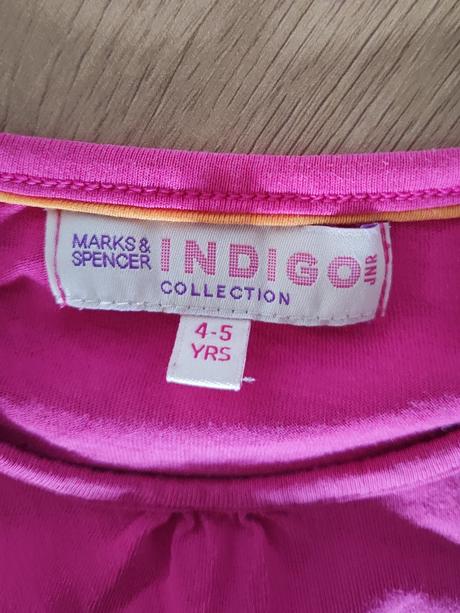 MARKS &
SPENCER
INDIGO
JNR
COLLECTION
4-5
YRS